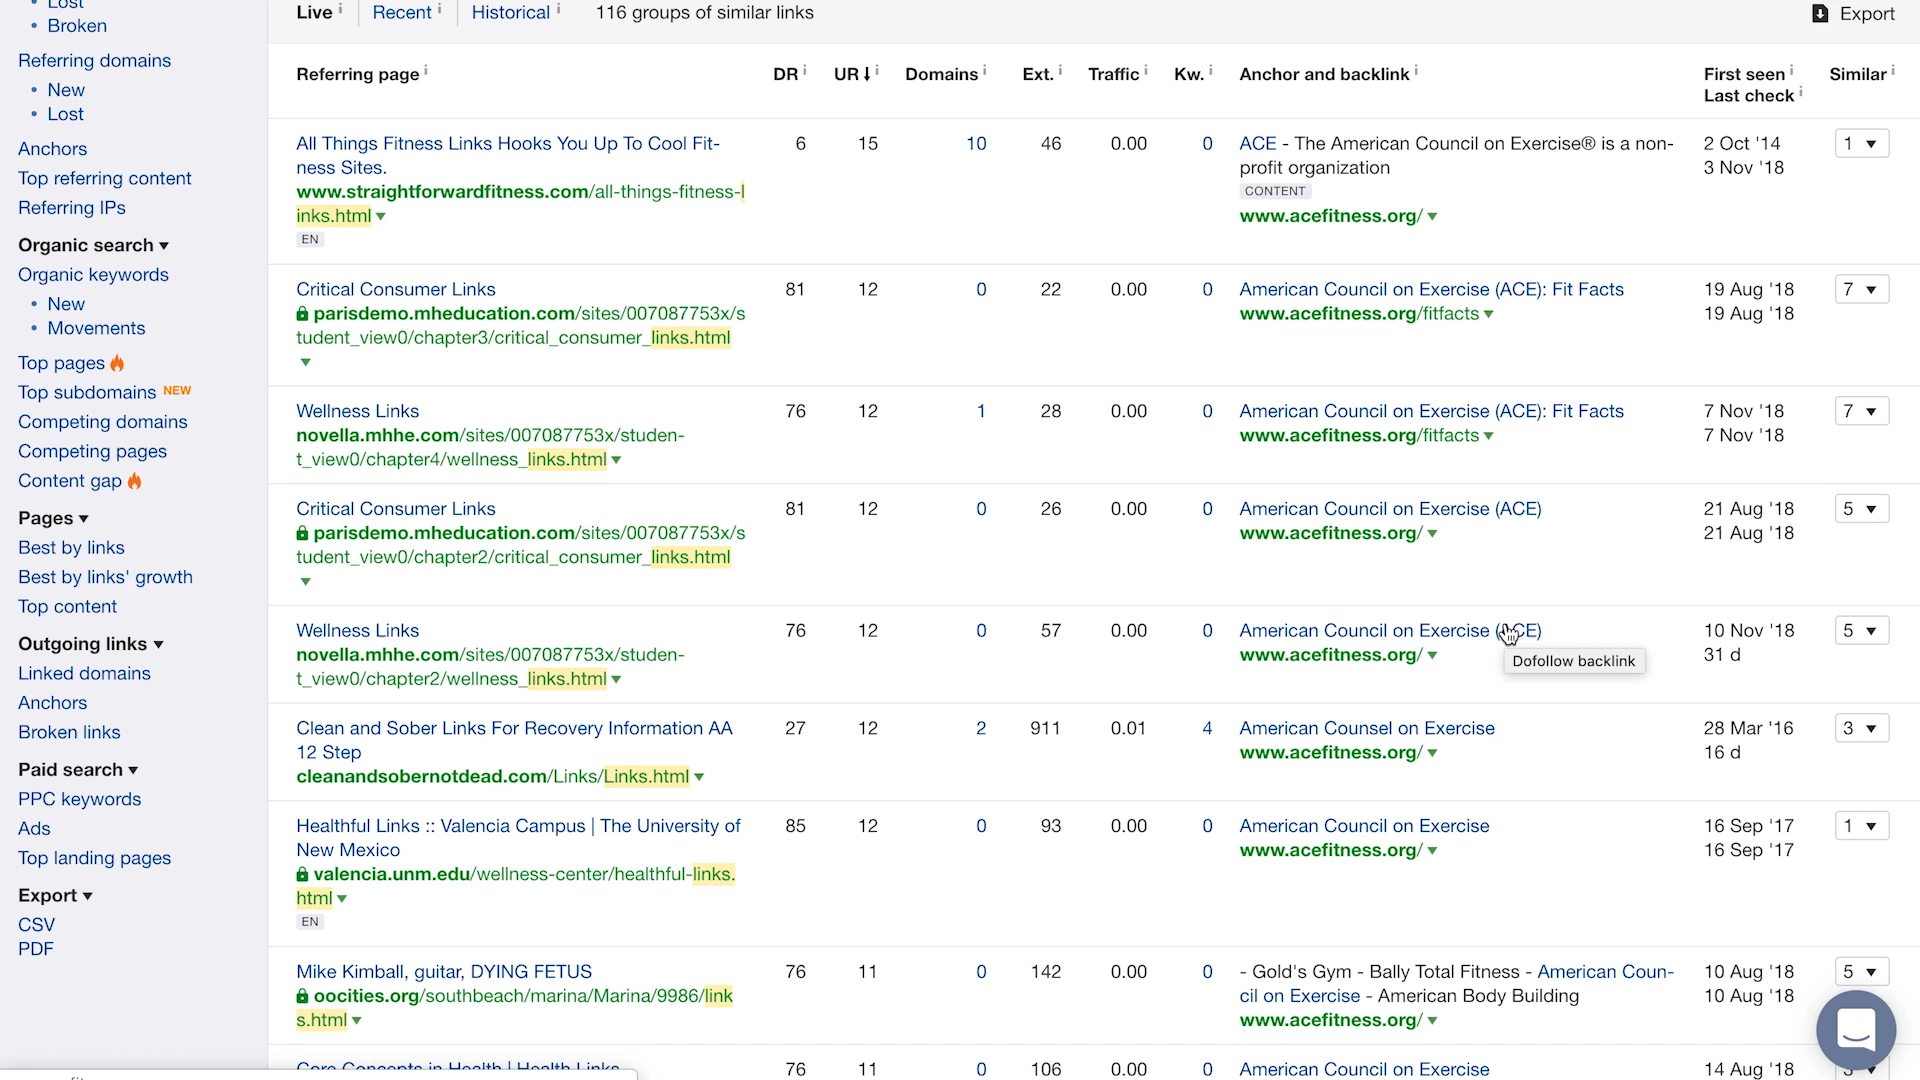 Lost
Broken
Referring domains
New
Lost
Anchors
Top referring content
Referring IPs
Organic search ▾
Organic keywords
New
Movements
Top pages
Top subdomains NEW
Competing domains
Competing pages
Content gap
Pages ▾
Best by links
Best by links' growth
Top content
Outgoing links ▾
Linked domains
Anchors
Broken links
Paid search ▾
PPC keywords
Ads
Top landing pages
Export ▾
CSV
PDF
Live i Recent i Historical i 116 groups of similar links Export
Referring page i DR i UR ↓ i Domains i Ext. i Traffic i Kw. i Anchor and backlink i First seen i Similar i
Last check i
All Things Fitness Links Hooks You Up To Cool Fit- 6 15 10 46 0.00 0 ACE - The American Council on Exercise® is a non- 2 Oct '14 1 ▾
ness Sites. profit organization 3 Nov '18
www.straightforwardfitness.com/all-things-fitness-l CONTENT
inks.html ▾ www.acefitness.org/ ▾
EN
Critical Consumer Links 81 12 0 22 0.00 0 American Council on Exercise (ACE): Fit Facts 19 Aug '18 7 ▾
parisdemo.mheducation.com/sites/007087753x/s www.acefitness.org/fitfacts ▾ 19 Aug '18
tudent_view0/chapter3/critical_consumer_links.html
▾
Wellness Links 76 12 1 28 0.00 0 American Council on Exercise (ACE): Fit Facts 7 Nov '18 7 ▾
novella.mhhe.com/sites/007087753x/studen- www.acefitness.org/fitfacts ▾ 7 Nov '18
t_view0/chapter4/wellness_links.html ▾
Critical Consumer Links 81 12 0 26 0.00 0 American Council on Exercise (ACE) 21 Aug '18 5 ▾
parisdemo.mheducation.com/sites/007087753x/s www.acefitness.org/ ▾ 21 Aug '18
tudent_view0/chapter2/critical_consumer_links.html
▾
Wellness Links 76 12 0 57 0.00 0 American Council on Exercise (ACE) 10 Nov '18 5 ▾
novella.mhhe.com/sites/007087753x/studen- www.acefitness.org/ ▾ Dofollow backlink 31 d
t_view0/chapter2/wellness_links.html ▾
Clean and Sober Links For Recovery Information AA 27 12 2 911 0.01 4 American Counsel on Exercise 28 Mar '16 3 ▾
12 Step www.acefitness.org/ ▾ 16 d
cleanandsobernotdead.com/Links/Links.html ▾
Healthful Links :: Valencia Campus | The University of 85 12 0 93 0.00 0 American Council on Exercise 16 Sep '17 1 ▾
New Mexico www.acefitness.org/ ▾ 16 Sep '17
valencia.unm.edu/wellness-center/healthful-links.
html ▾
EN
Mike Kimball, guitar, DYING FETUS 76 11 0 142 0.00 0 - Gold's Gym - Bally Total Fitness - American Coun- 10 Aug '18 5 ▾
oocities.org/southbeach/marina/Marina/9986/link cil on Exercise - American Body Building 10 Aug '18
s.html ▾ www.acefitness.org/ ▾
Core Concepts in Health | Health Links 76 11 0 106 0.00 0 American Council on Exercise 14 Aug '18